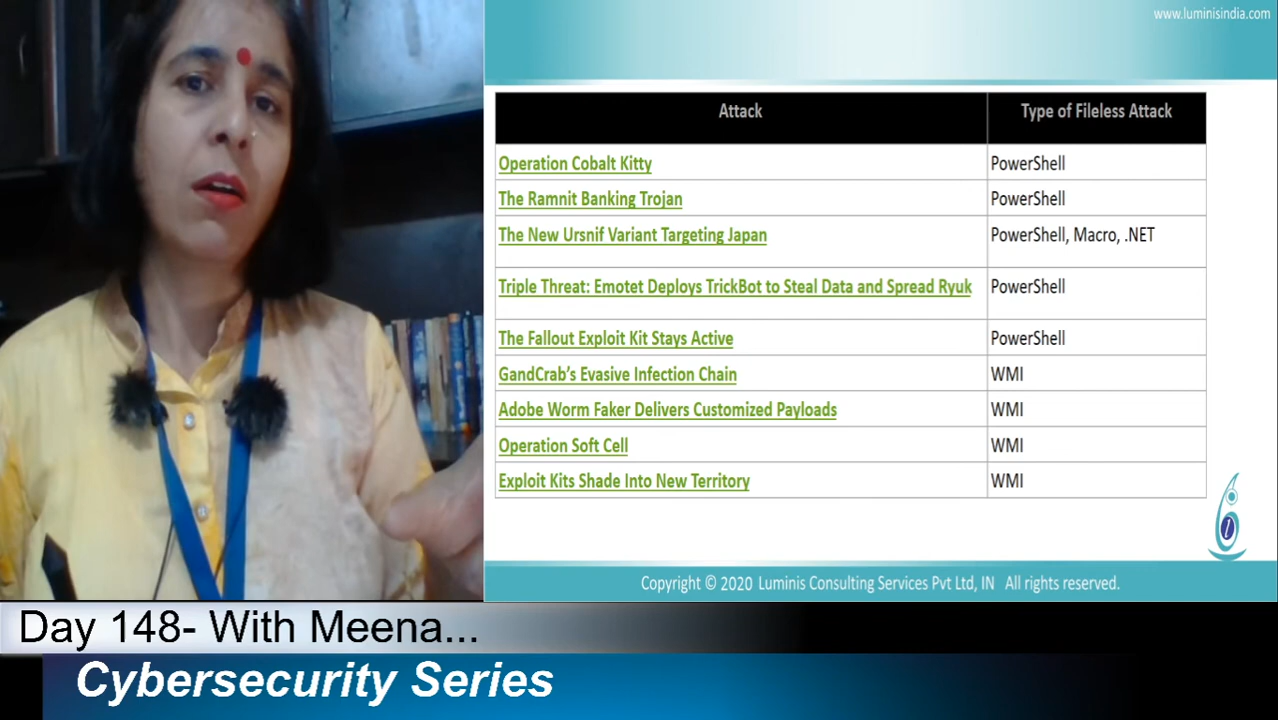 www.luminisindia.com
Attack Type of Fileless Attack
Operation Cobalt Kitty PowerShell
The Ramnit Banking Trojan PowerShell
The New Ursnif Variant Targeting Japan PowerShell, Macro, .NET
Triple Threat: Emotet Deploys TrickBot to Steal Data and Spread Ryuk PowerShell
The Fallout Exploit Kit Stays Active PowerShell
GandCrab’s Evasive Infection Chain WMI
Adobe Worm Faker Delivers Customized Payloads WMI
Operation Soft Cell WMI
Exploit Kits Shade Into New Territory WMI
Copyright © 2020 Luminis Consulting Services Pvt Ltd, IN All rights reserved.
Day 148- With Meena...
Cybersecurity Series